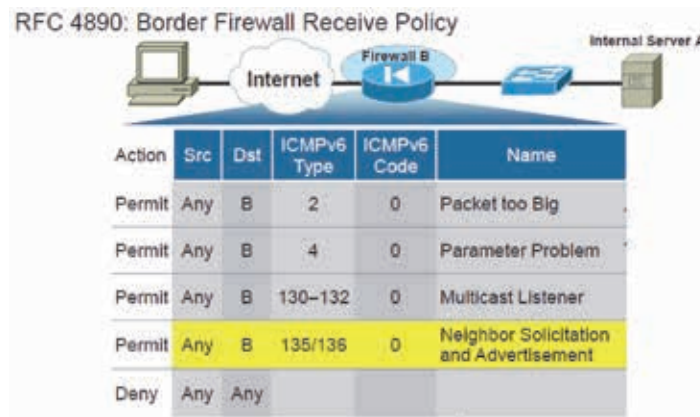 RFC 4890: Border Firewall Receive Policy
Internal Server A
Firewall B
Internet
Action Src Dst ICMPv6 Type ICMPv6 Code Name
Permit Any B 2 0 Packet too Big
Permit Any B 4 0 Parameter Problem
Permit Any B 130–132 0 Multicast Listener
Permit Any B 135/136 0 Neighbor Solicitation and Advertisement
Deny Any Any